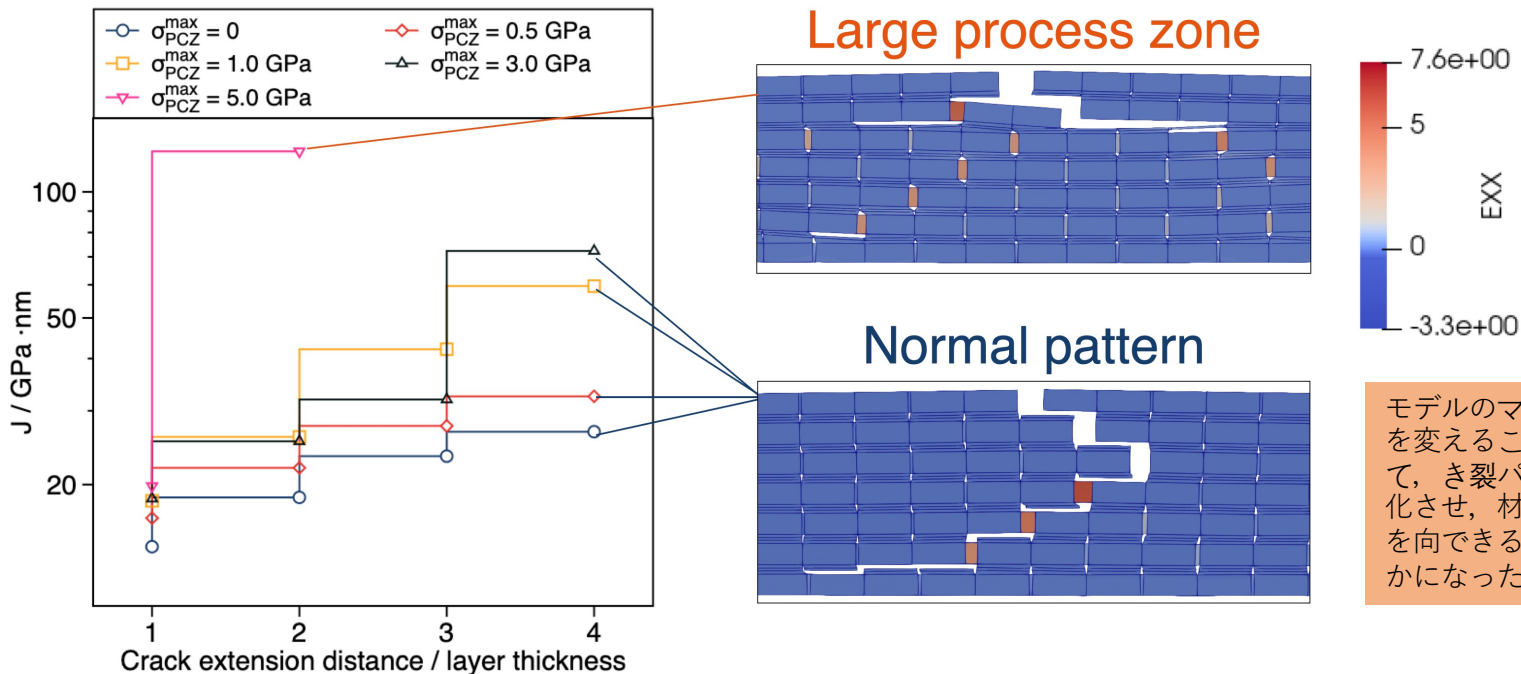 σ^max_PCZ = 0
σ^max_PCZ = 0.5 GPa
σ^max_PCZ = 1.0 GPa
σ^max_PCZ = 3.0 GPa
σ^max_PCZ = 5.0 GPa
100
50
20
J / GPa ·nm
1 2 3 4
Crack extension distance / layer thickness
Large process zone
Normal pattern
7.6e+00
5
0
-3.3e+00
EXX
モデルのマ
を変えるこ
て，き裂パ
化させ，材
を向できる
かになった